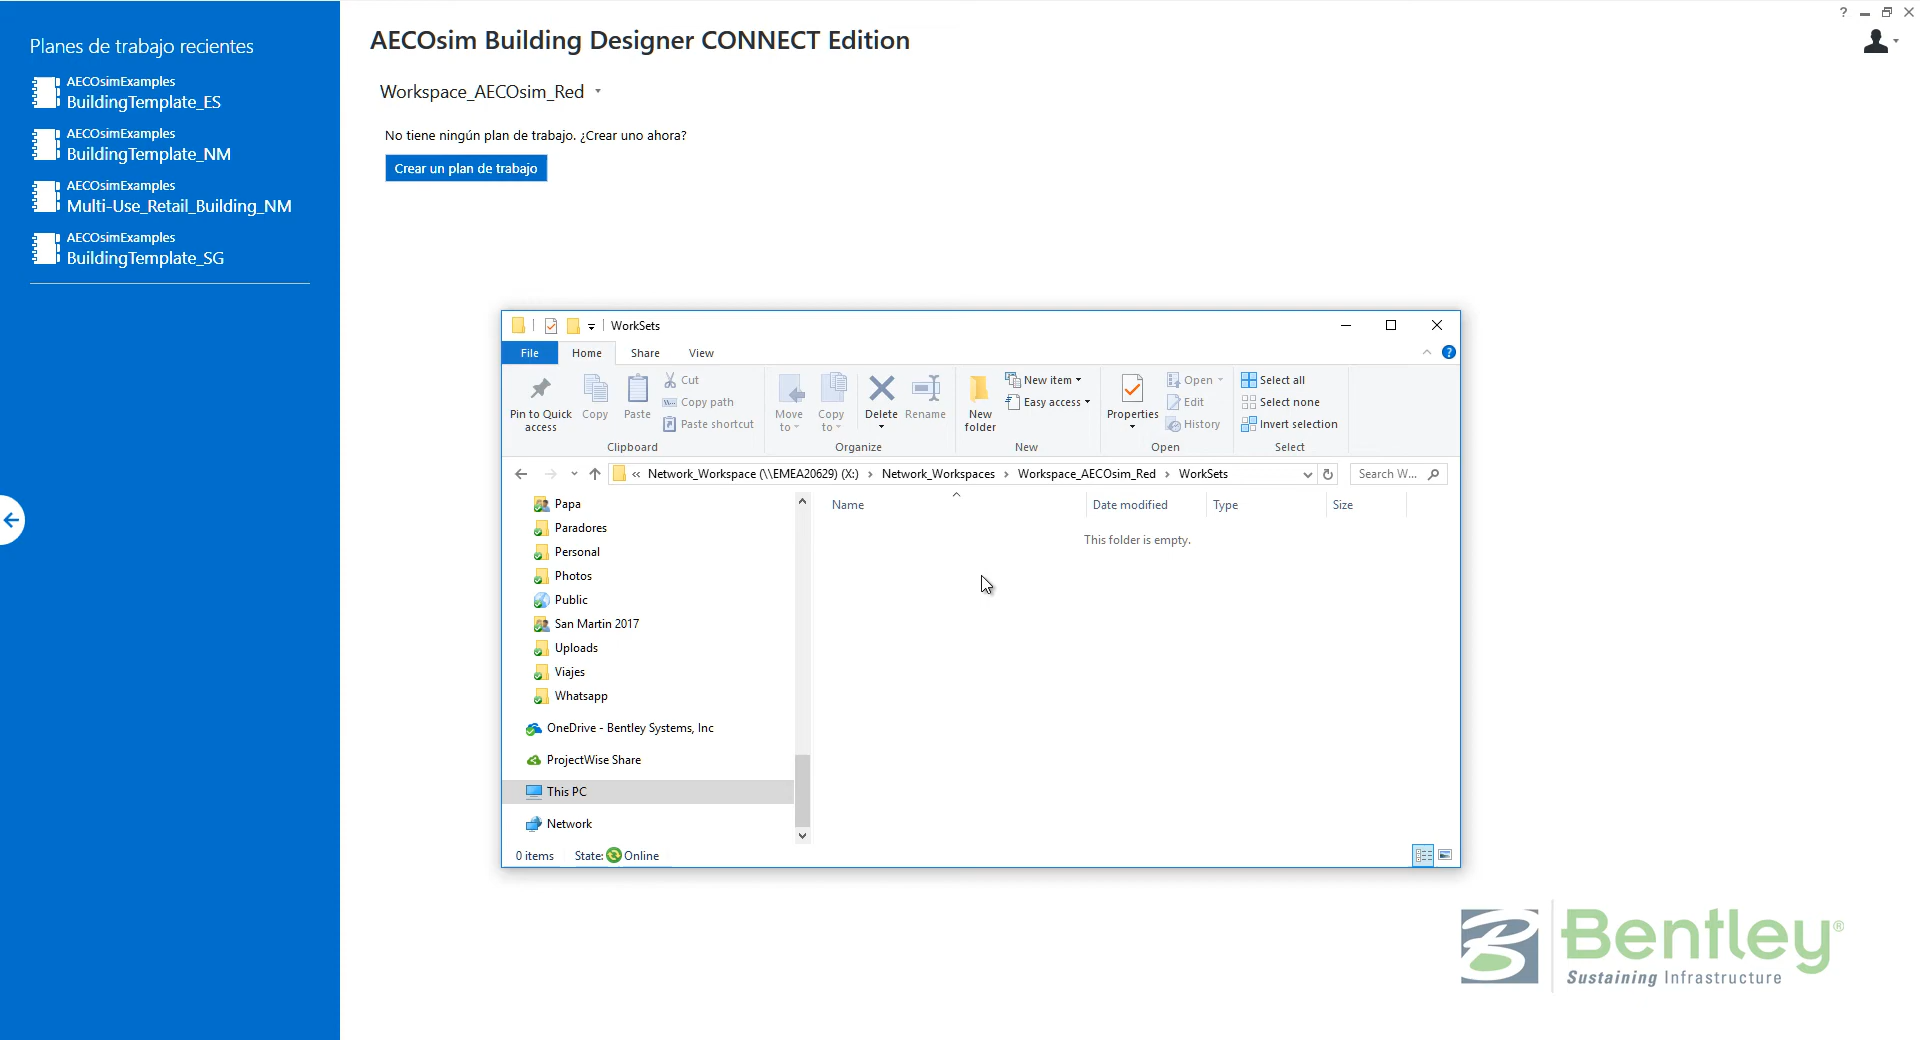 Planes de trabajo recientes
AECOsimExamples
BuildingTemplate_ES
AECOsimExamples
BuildingTemplate_NM
AECOsimExamples
Multi-Use_Retail_Building_NM
AECOsimExamples
BuildingTemplate_SG
AECOsim Building Designer CONNECT Edition
Workspace_AECOsim_Red
No tiene ningún plan de trabajo. ¿Crear uno ahora?
Crear un plan de trabajo
WorkSets
File Home Share View
Pin to Quick access
Copy
Paste
Cut
Copy path
Paste shortcut
Clipboard
Move to
Copy to
Delete
Rename
Organize
New folder
New item
Easy access
New
Properties
Open
Edit
History
Open
Select all
Select none
Invert selection
Select
« Network_Workspace (\\EMEA20629) (X:) › Network_Workspaces › Workspace_AECOsim_Red › WorkSets
Search W...
Papa
Paradores
Personal
Photos
Public
San Martin 2017
Uploads
Viajes
Whatsapp
OneDrive - Bentley Systems, Inc
ProjectWise Share
This PC
Network
Name Date modified Type Size
This folder is empty.
0 items State: Online
Bentley®
Sustaining Infrastructure